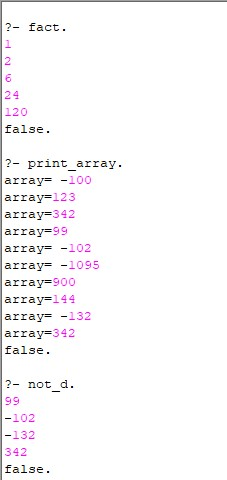 ?- fact.
1
2
6
24
120
false.
?- print_array.
array= -100
array=123
array=342
array=99
array= -102
array= -1095
array=900
array=144
array= -132
array=342
false.
?- not_d.
99
-102
-132
342
false.